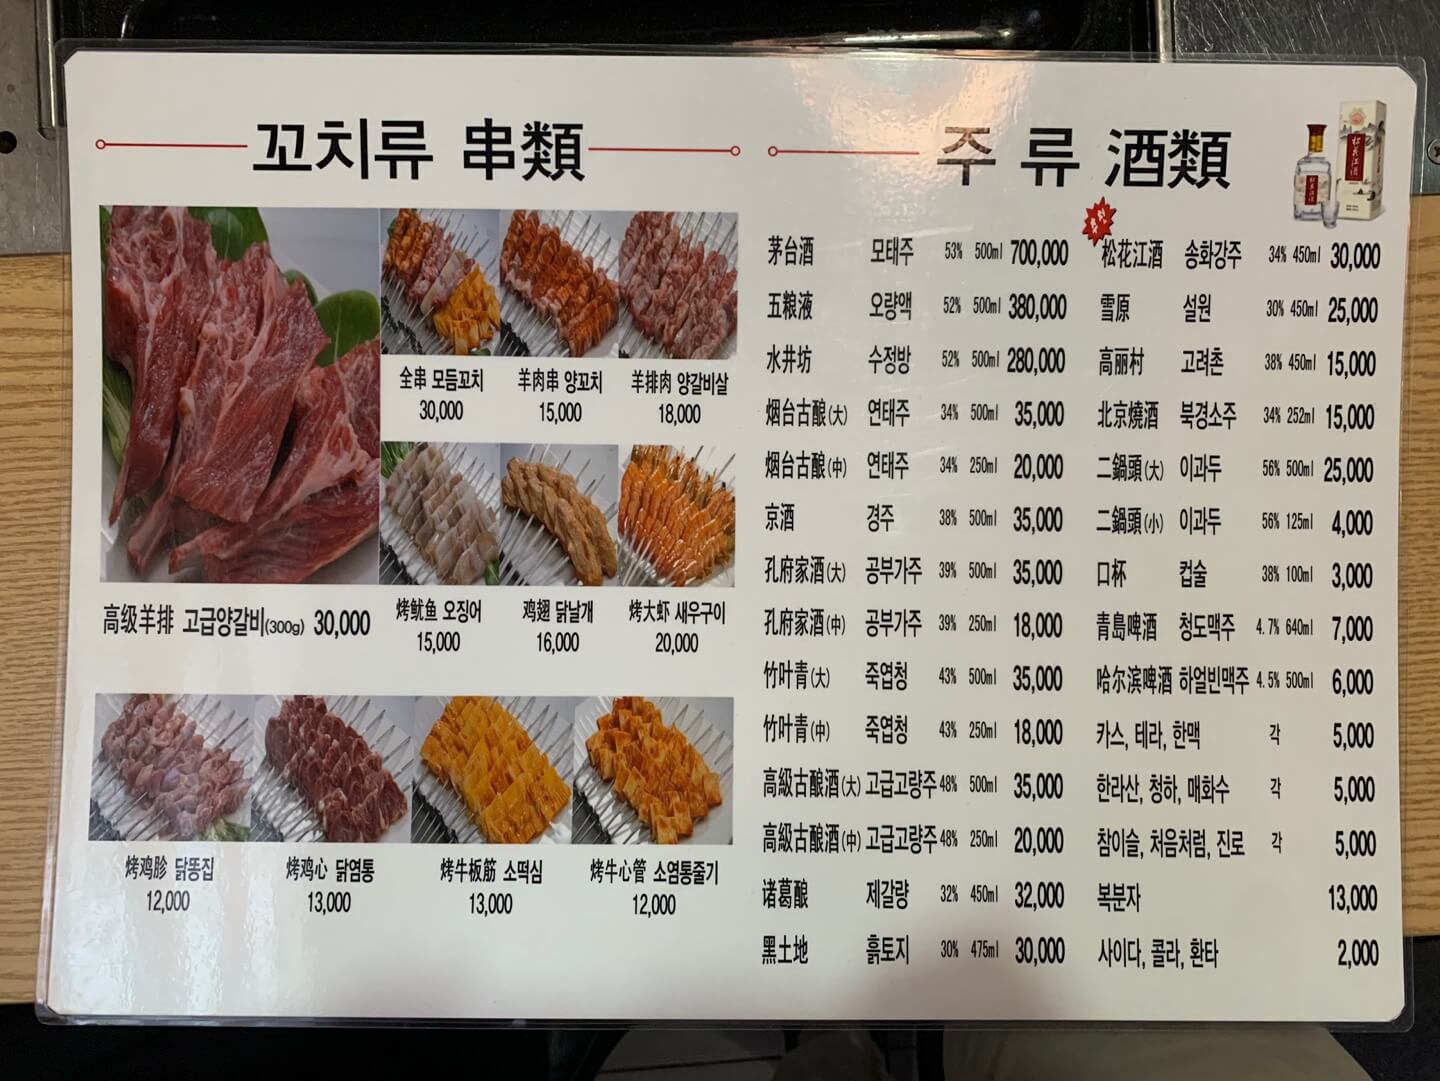 꼬치류 串類
全串 모듬꼬치
30,000
羊肉串 양꼬치
15,000
羊排肉 양갈비살
18,000
高级羊排 고급양갈비(300g) 30,000
烤鱿鱼 오징어
15,000
鸡翅 닭날개
16,000
烤大虾 새우구이
20,000
烤鸡胗 닭똥집
12,000
烤鸡心 닭염통
13,000
烤牛板筋 소떡심
13,000
烤牛心管 소염통줄기
12,000
주 류 酒類
茅台酒 모태주 53% 500ml 700,000
五粮液 오량액 52% 500ml 380,000
水井坊 수정방 52% 500ml 280,000
烟台古酿(大) 연태주 34% 500ml 35,000
烟台古酿(中) 연태주 34% 250ml 20,000
京酒 경주 38% 500ml 35,000
孔府家酒(大) 공부가주 39% 500ml 35,000
孔府家酒(中) 공부가주 39% 250ml 18,000
竹叶青(大) 죽엽청 43% 500ml 35,000
竹叶青(中) 죽엽청 43% 250ml 18,000
高級古酿酒(大) 고급고량주 48% 500ml 35,000
高級古酿酒(中) 고급고량주 48% 250ml 20,000
诸葛酿 제갈량 32% 450ml 32,000
黑土地 흙토지 30% 475ml 30,000
松花江酒 송화강주 34% 450ml 30,000
雪原 설원 30% 450ml 25,000
高丽村 고려촌 38% 450ml 15,000
北京燒酒 북경소주 34% 252ml 15,000
二鍋頭(大) 이과두 56% 500ml 25,000
二鍋頭(小) 이과두 56% 125ml 4,000
口杯 컵술 38% 100ml 3,000
青島啤酒 청도맥주 4.7% 640ml 7,000
哈尔滨啤酒 하얼빈맥주 4.5% 500ml 6,000
카스, 테라, 한맥 각 5,000
한라산, 청하, 매화수 각 5,000
참이슬, 처음처럼, 진로 각 5,000
복분자 13,000
사이다, 콜라, 환타 2,000